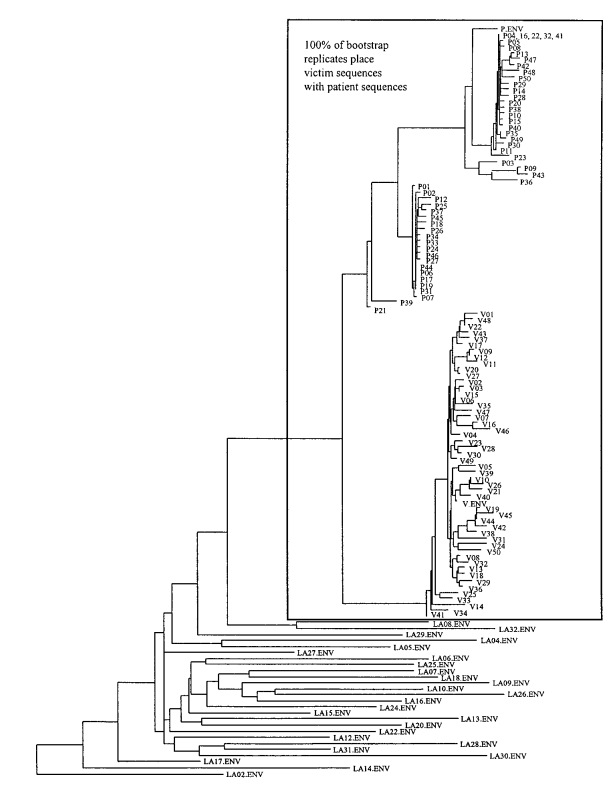 100% of bootstrap
replicates place
victim sequences
with patient sequences
P.ENV
P04, 16, 22, 32, 41
P05
P08
P13
P47
P42
P48
P50
P29
P14
P28
P20
P38
P10
P15
P40
P35
P49
P30
P11
P23
P03
P09
P43
P36
P01
P02
P12
P25
P37
P45
P18
P26
P34
P33
P24
P46
P27
P44
P06
P17
P19
P31
P07
P39
P21
V01
V48
V22
V43
V37
V17
V09
V12
V11
V20
V27
V02
V03
V15
V06
V35
V47
V07
V16
V46
V04
V23
V28
V30
V49
V05
V39
V10
V26
V21
V40
V.ENV
V19
V45
V44
V42
V38
V31
V24
V50
V08
V32
V13
V18
V29
V36
V25
V33
V14
V34
V41
LA08.ENV
LA32.ENV
LA29.ENV
LA04.ENV
LA05.ENV
LA27.ENV
LA06.ENV
LA25.ENV
LA07.ENV
LA18.ENV
LA09.ENV
LA10.ENV
LA26.ENV
LA16.ENV
LA24.ENV
LA15.ENV
LA13.ENV
LA20.ENV
LA22.ENV
LA12.ENV
LA28.ENV
LA31.ENV
LA30.ENV
LA17.ENV
LA14.ENV
LA02.ENV